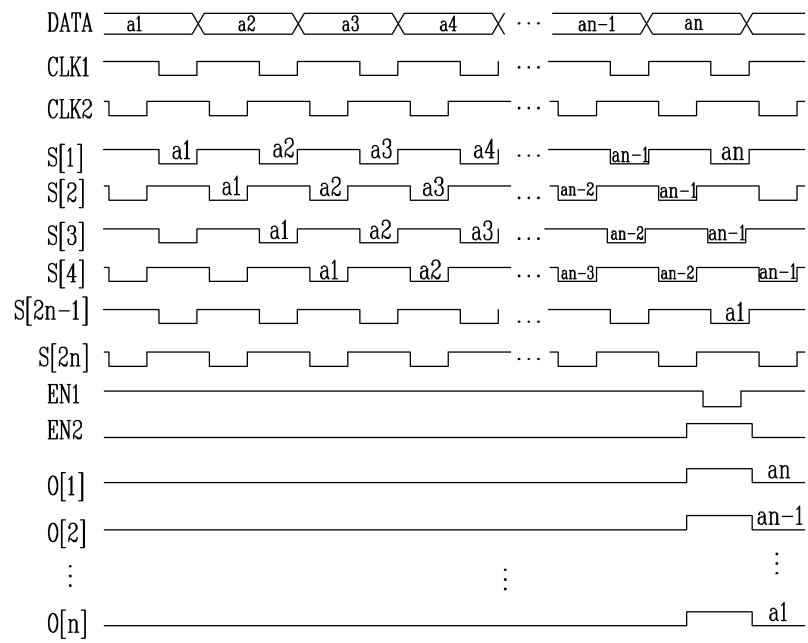 DATA a1 a2 a3 a4 ··· an-1 an
CLK1 ···
CLK2 ···
S[1] a1 a2 a3 a4 ··· an-1 an
S[2] a1 a2 a3 ··· an-2 an-1
S[3] a1 a2 a3 ··· an-2 an-1
S[4] a1 a2 ··· an-3 an-2 an-1
S[2n-1] ··· a1
S[2n] ···
EN1
EN2
O[1] an
O[2] an-1
⋮ ⋮ ⋮
O[n] a1